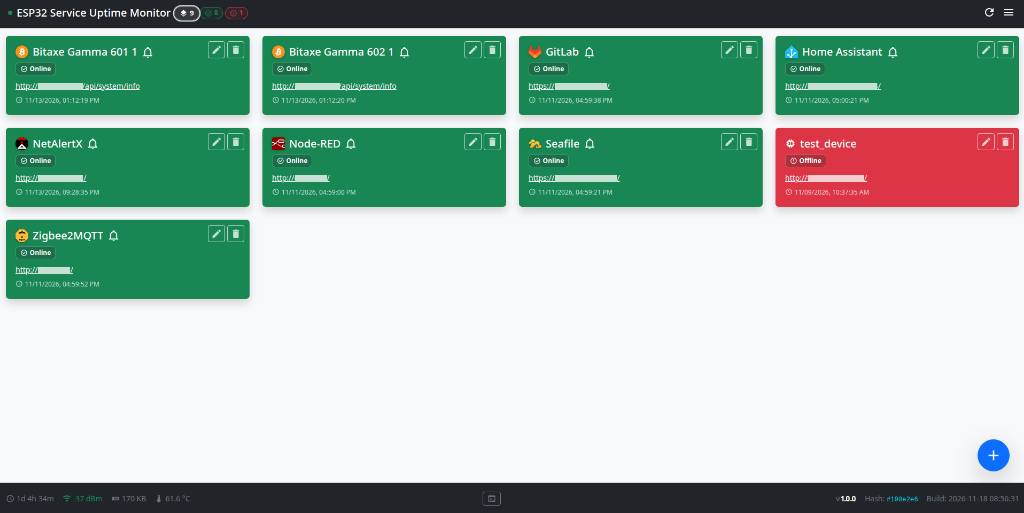 ESP32 Service Uptime Monitor 9 8 1
Bitaxe Gamma 601 1
Online
http:// /api/system/info
11/13/2026, 01:12:19 PM
Bitaxe Gamma 602 1
Online
http:// /api/system/info
11/13/2026, 01:12:20 PM
GitLab
Online
https:// /
11/11/2026, 04:59:38 PM
Home Assistant
Online
http:// /
11/11/2026, 05:00:21 PM
NetAlertX
Online
http:// /
11/13/2026, 09:28:35 PM
Node-RED
Online
http:// /
11/11/2026, 04:59:00 PM
Seafile
Online
https:// /
11/11/2026, 04:59:21 PM
test_device
Offline
http:// /
11/09/2026, 10:37:35 AM
Zigbee2MQTT
Online
http:// /
11/11/2026, 04:59:52 PM
1d 4h 34m -37 dBm 170 KB 61.6 °C v1.0.0 Hash: #198e2e6 Build: 2026-11-18 08:56:31